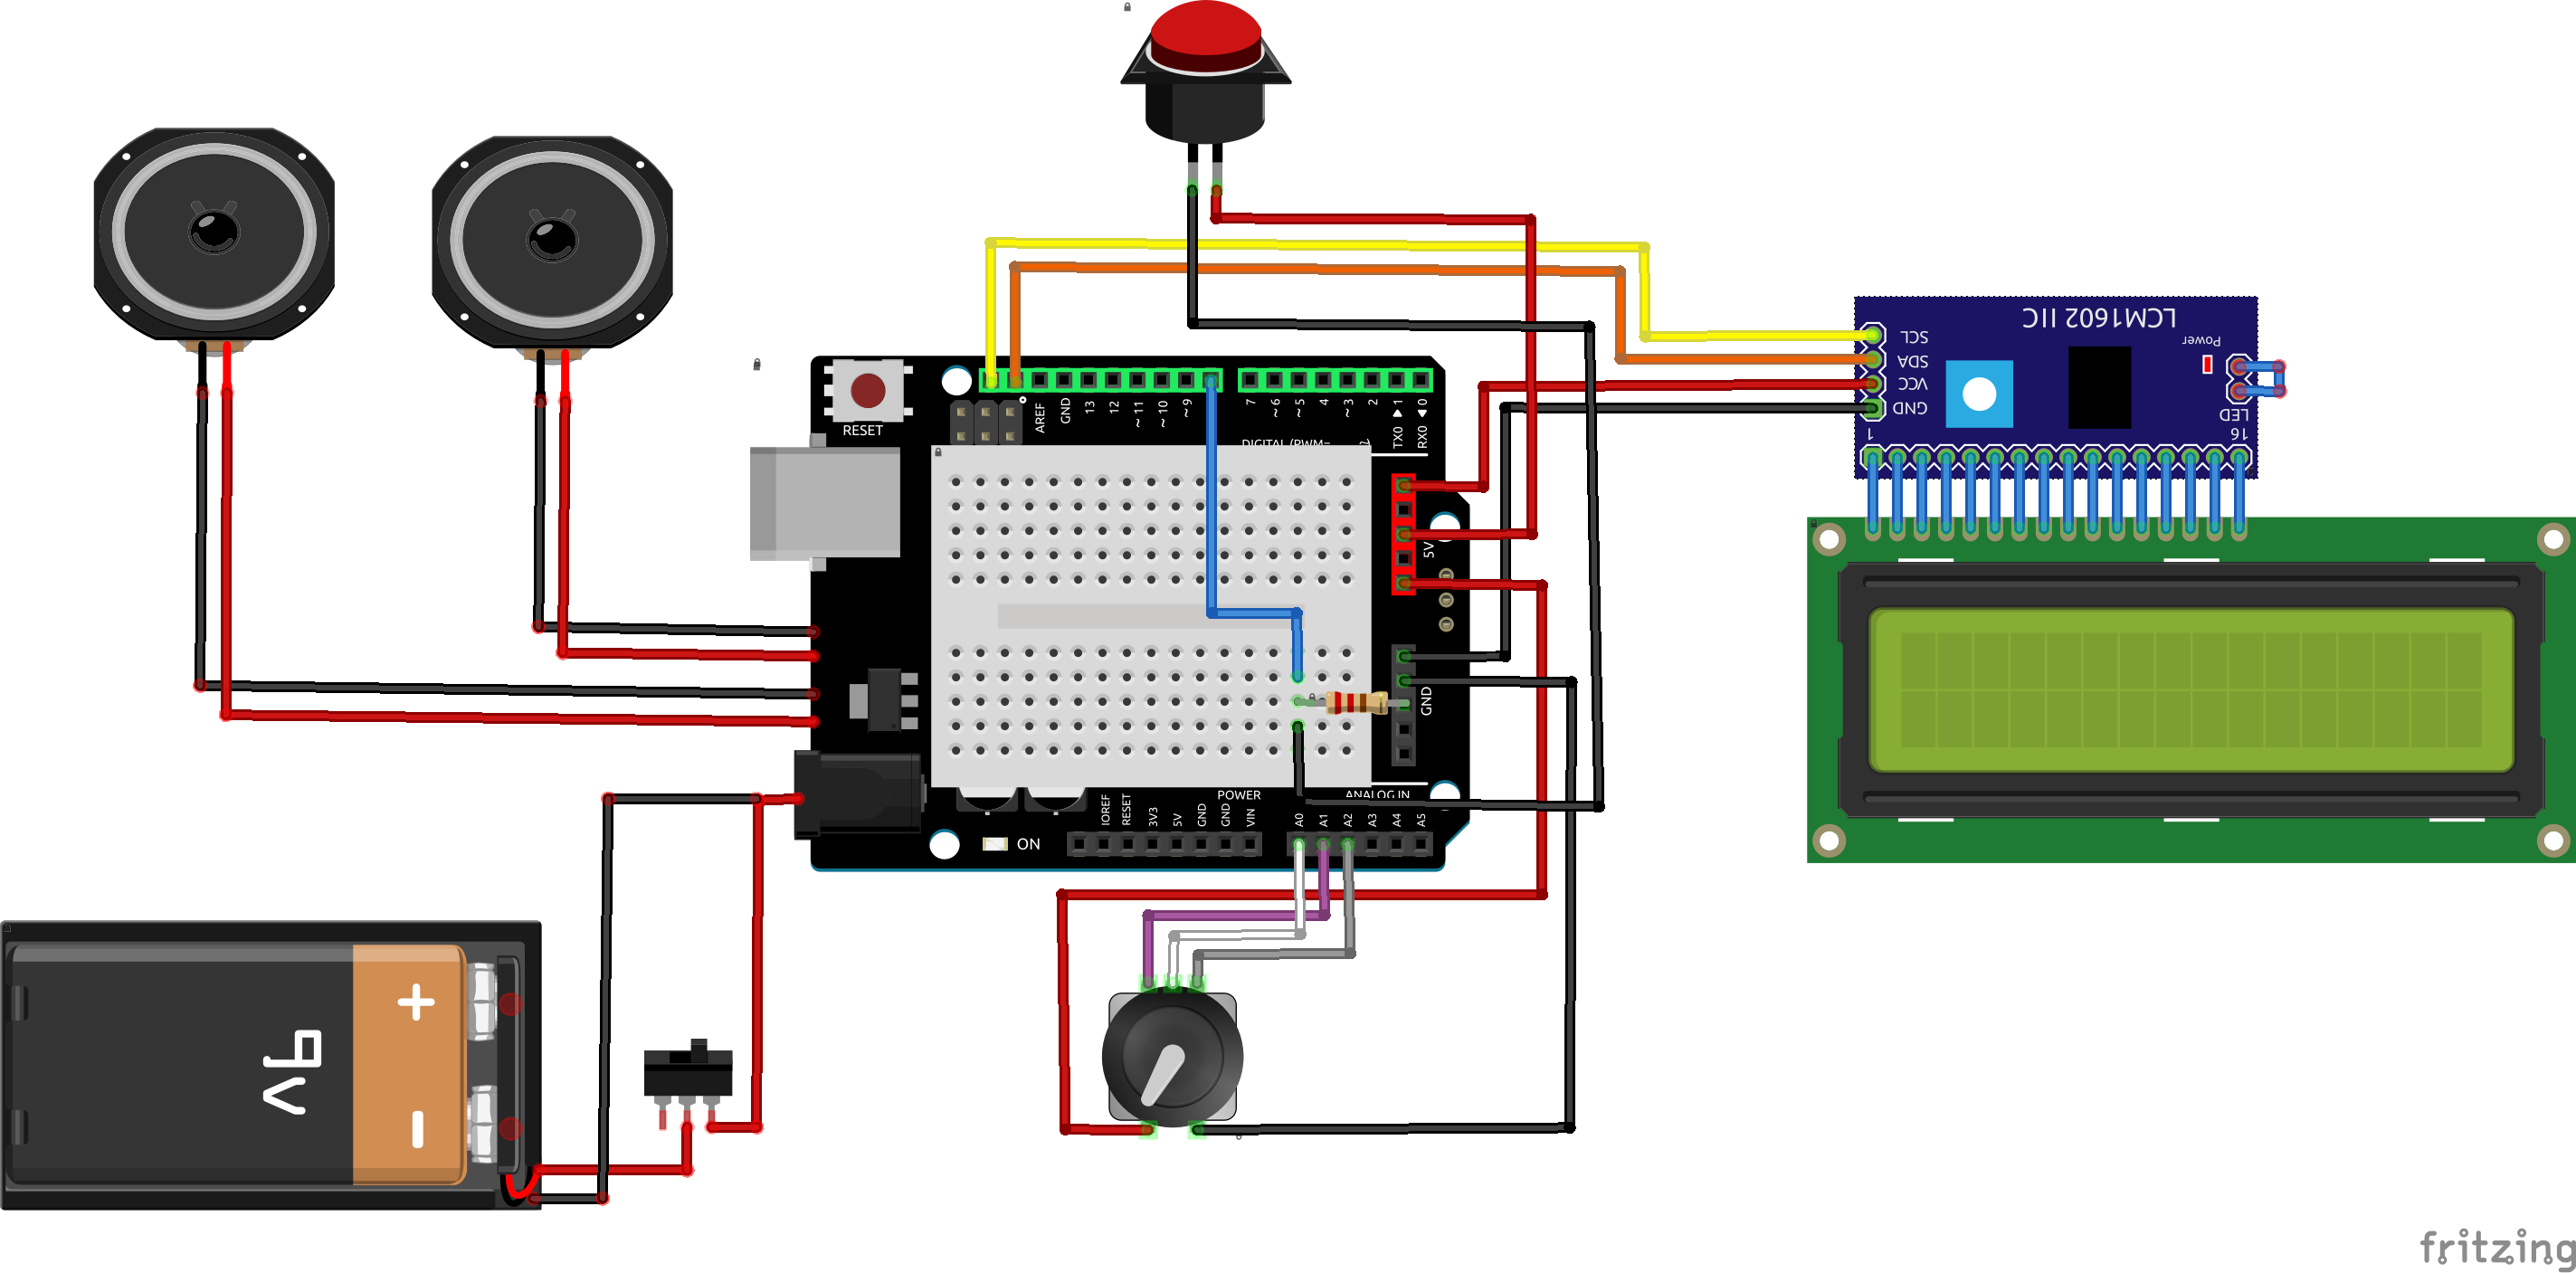 LCM1602 IIC
SCL
SDA
VCC
GND
Power
LED
1
16
RESET
AREF
GND
13
12
~11
~10
~9
7
~6
~5
4
~3
2
TX0 ▶ 1
RX0 ◀ 0
DIGITAL (PWM=
5V
GND
POWER
ANALOG IN
IOREF
RESET
3V3
5V
GND
GND
VIN
A0
A1
A2
A3
A4
A5
ON
+
-
9V
fritzing